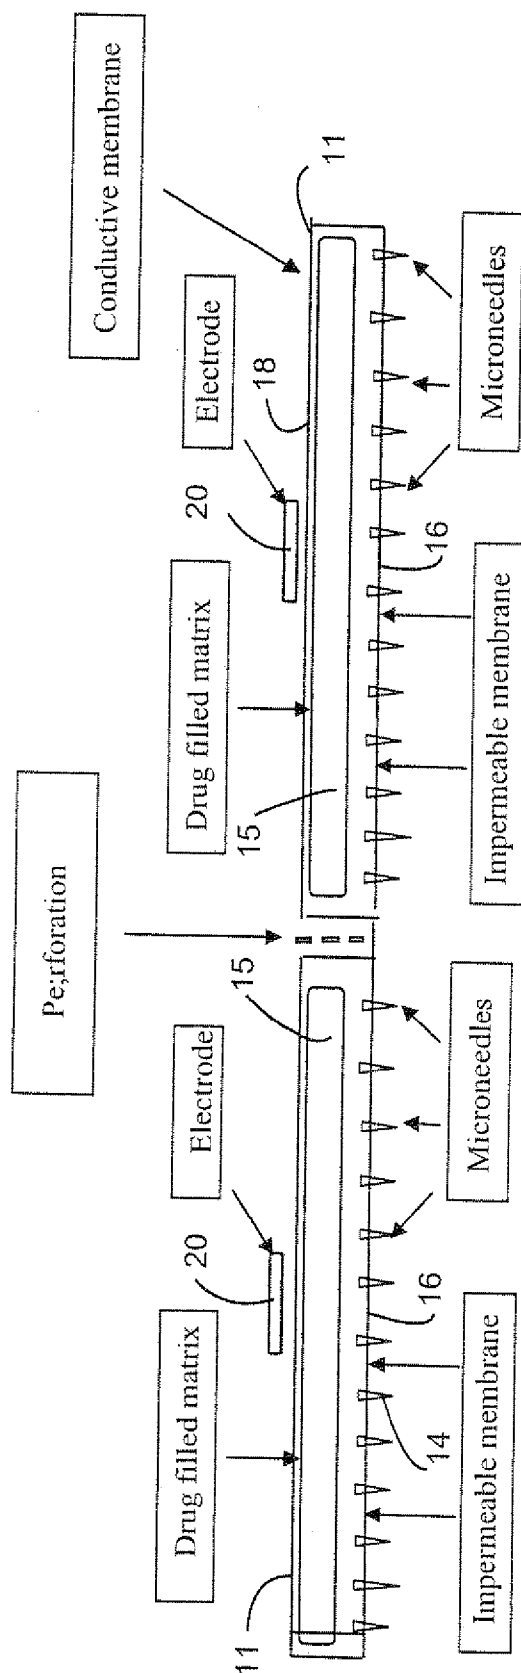 Pe;rforation
Conductive membrane
Drug filled matrix
Electrode
Drug filled matrix
Electrode
11
20
15
15
20
18
11
14
16
16
Impermeable membrane
Microneedles
Impermeable membrane
Microneedles